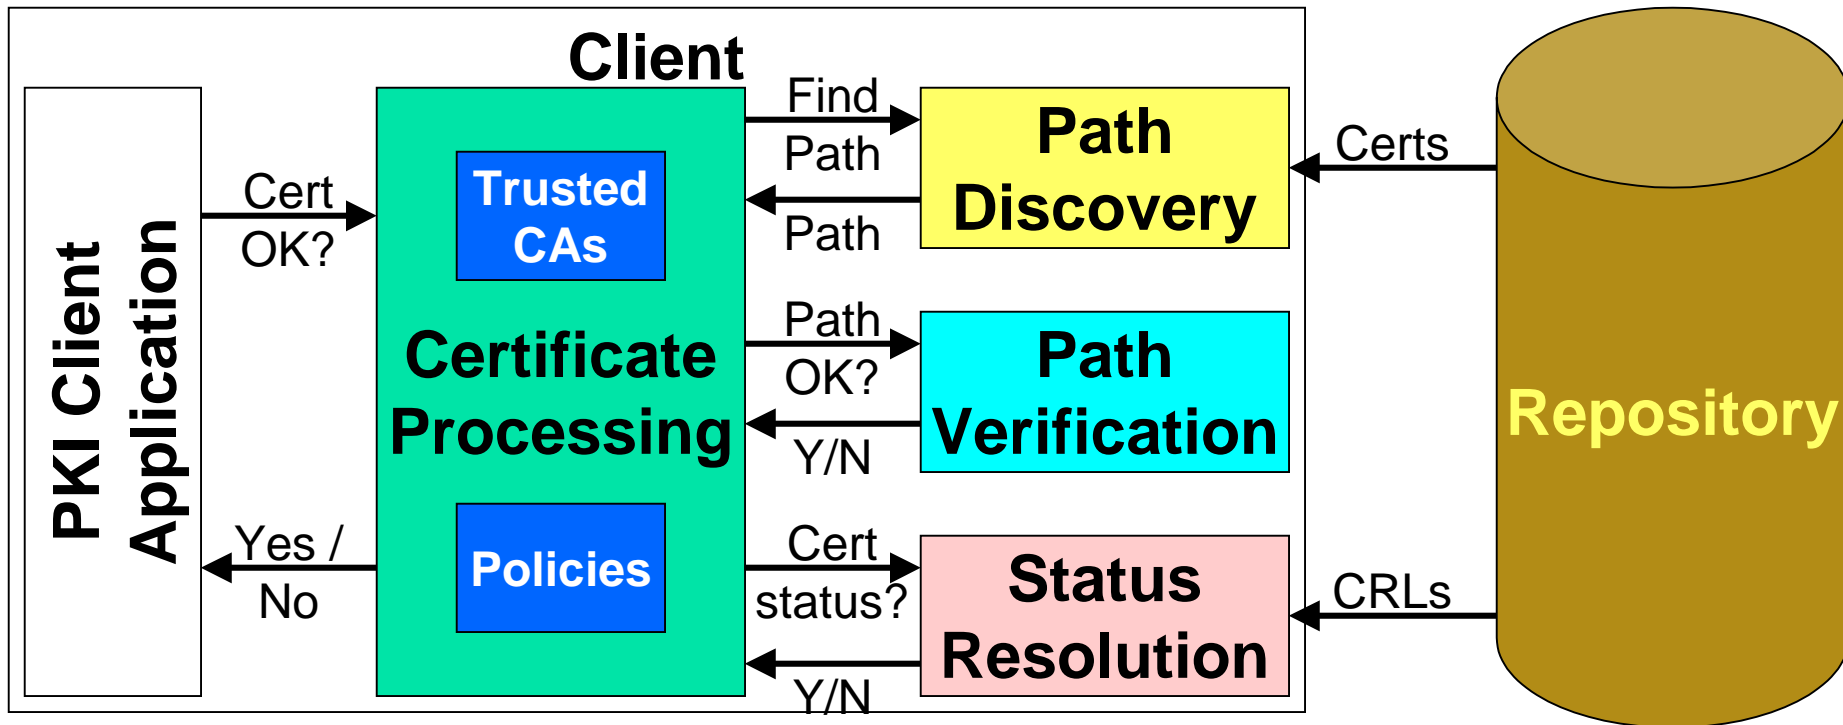 Client
PKI Client
Application
Cert
OK?
Yes /
No
Trusted
CAs
Certificate
Processing
Policies
Find
Path
Path
Path
OK?
Y/N
Cert
status?
Y/N
Path
Discovery
Path
Verification
Status
Resolution
Certs
CRLs
Repository